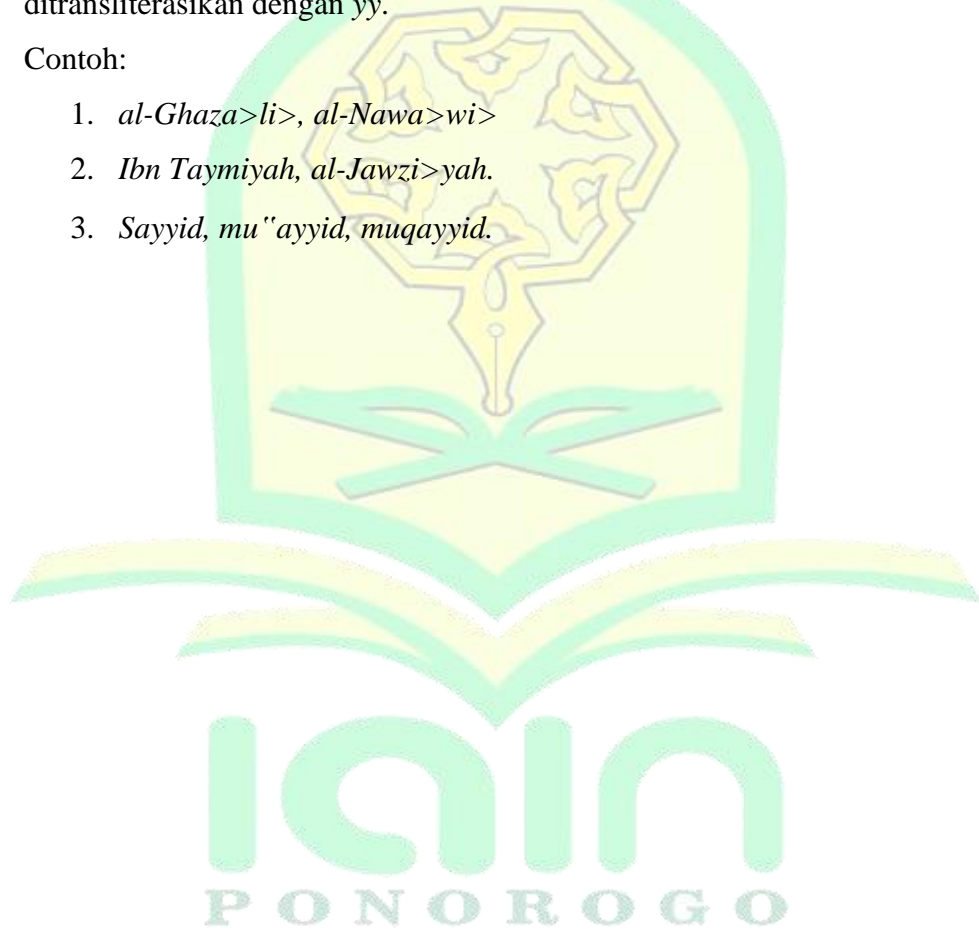 ditransliterasikan dengan yy.
Contoh:
1. al-Ghaza>li>, al-Nawa>wi>
2. Ibn Taymiyah, al-Jawzi>yah.
3. Sayyid, mu‟ayyid, muqayyid.
iain
PONOROGO